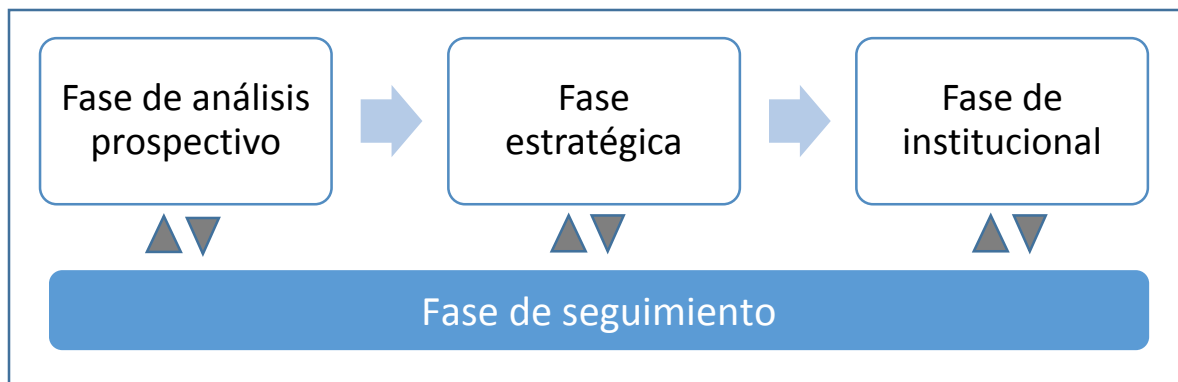 Fase de análisis
prospectivo
Fase
estratégica
Fase de
institucional
Fase de seguimiento